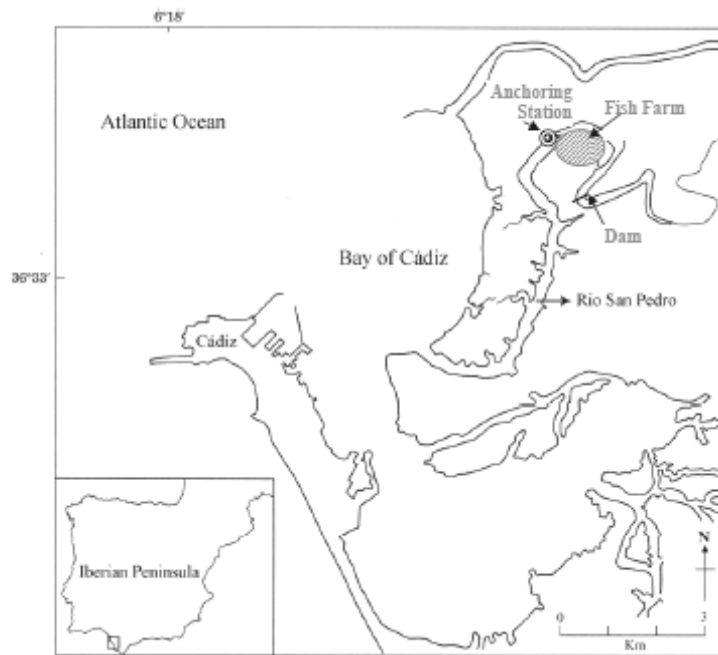 6°18′
Anchoring
Station
Fish Farm
Atlantic Ocean
Dam
Bay of Cádiz
36°33′
Río San Pedro
Cádiz
Iberian Peninsula
N
0
3
Km